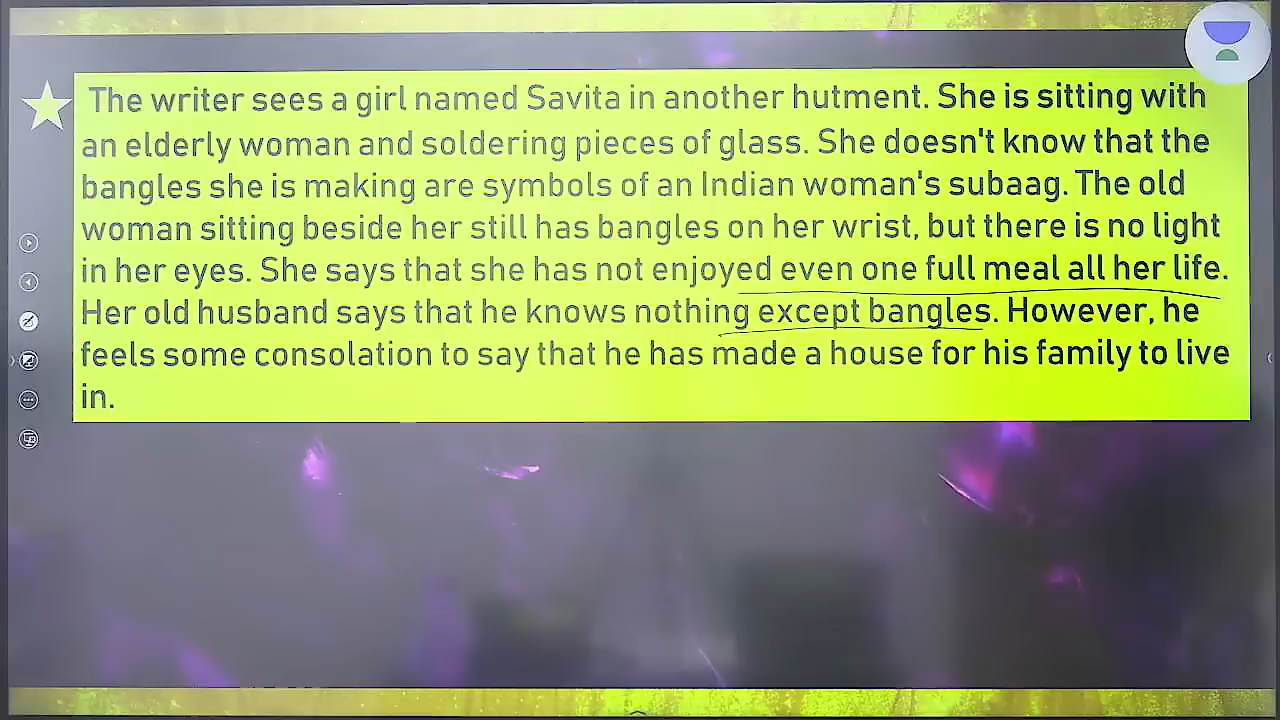 The writer sees a girl named Savita in another hutment. She is sitting with
an elderly woman and soldering pieces of glass. She doesn't know that the
bangles she is making are symbols of an Indian woman's subaag. The old
woman sitting beside her still has bangles on her wrist, but there is no light
in her eyes. She says that she has not enjoyed even one full meal all her life.
Her old husband says that he knows nothing except bangles. However, he
feels some consolation to say that he has made a house for his family to live
in.